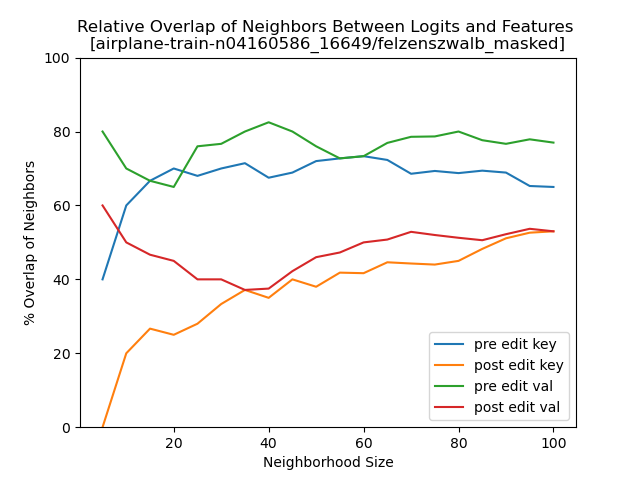 Relative Overlap of Neighbors Between Logits and Features
[airplane-train-n04160586_16649/felzenszwalb_masked]
100
80
60
40
20
0
% Overlap of Neighbors
pre edit key
post edit key
pre edit val
post edit val
20
40
60
80
100
Neighborhood Size